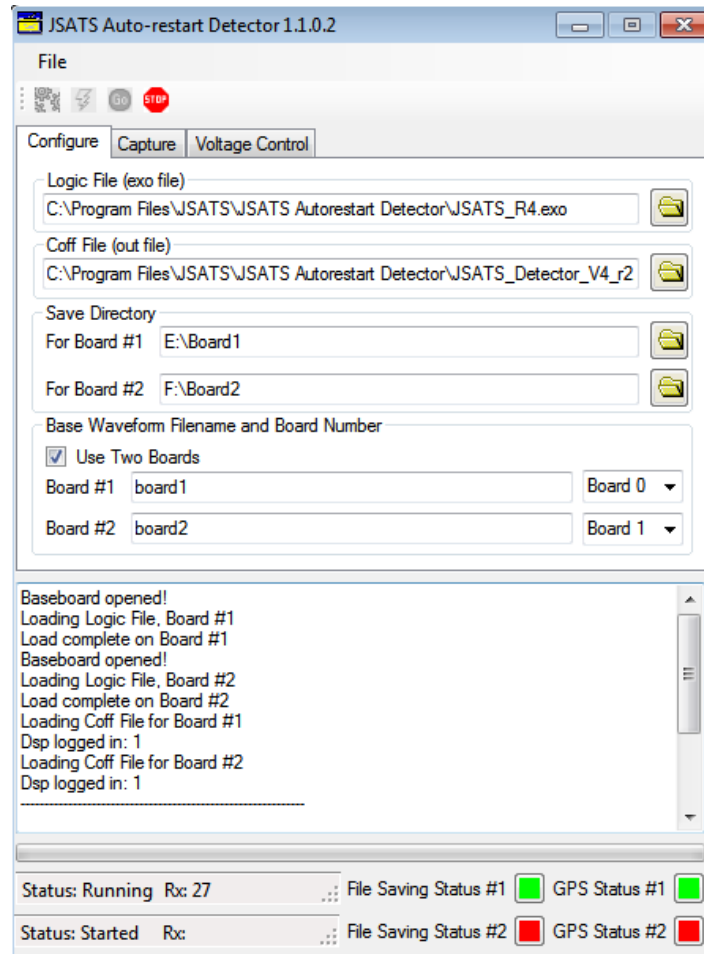 JSATS Auto-restart Detector 1.1.0.2
File
Go STOP
Configure Capture Voltage Control
Logic File (exo file)
C:\Program Files\JSATS\JSATS Autorestart Detector\JSATS_R4.exo
Coff File (out file)
C:\Program Files\JSATS\JSATS Autorestart Detector\JSATS_Detector_V4_r2
Save Directory
For Board #1 E:\Board1
For Board #2 F:\Board2
Base Waveform Filename and Board Number
Use Two Boards
Board #1 board1 Board 0
Board #2 board2 Board 1
Baseboard opened!
Loading Logic File, Board #1
Load complete on Board #1
Baseboard opened!
Loading Logic File, Board #2
Load complete on Board #2
Loading Coff File for Board #1
Dsp logged in: 1
Loading Coff File for Board #2
Dsp logged in: 1
------------------------------------------------------------
Status: Running Rx: 27 File Saving Status #1 GPS Status #1
Status: Started Rx: File Saving Status #2 GPS Status #2